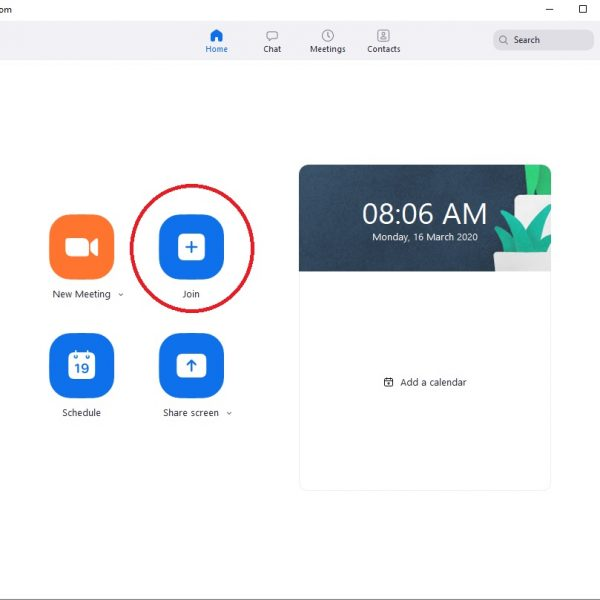 om
Home
Chat
Meetings
Contacts
Search
08:06 AM
Monday, 16 March 2020
New Meeting
Join
19
Schedule
Share screen
Add a calendar